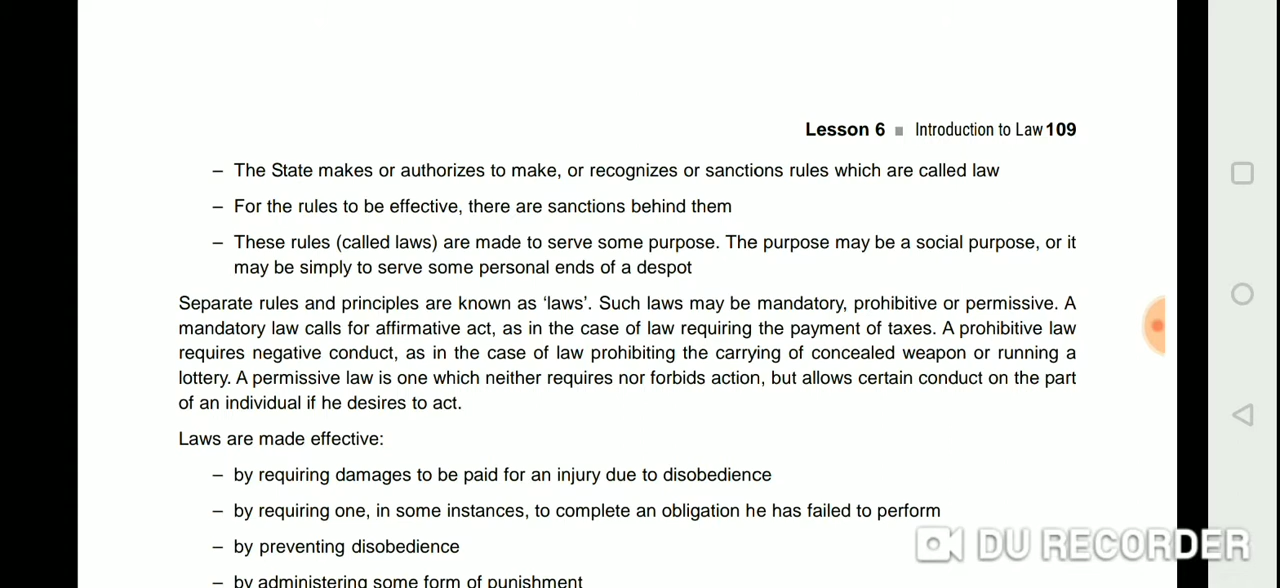 Lesson 6 ■ Introduction to Law 109
– The State makes or authorizes to make, or recognizes or sanctions rules which are called law
– For the rules to be effective, there are sanctions behind them
– These rules (called laws) are made to serve some purpose. The purpose may be a social purpose, or it
may be simply to serve some personal ends of a despot
Separate rules and principles are known as ‘laws’. Such laws may be mandatory, prohibitive or permissive. A
mandatory law calls for affirmative act, as in the case of law requiring the payment of taxes. A prohibitive law
requires negative conduct, as in the case of law prohibiting the carrying of concealed weapon or running a
lottery. A permissive law is one which neither requires nor forbids action, but allows certain conduct on the part
of an individual if he desires to act.
Laws are made effective:
– by requiring damages to be paid for an injury due to disobedience
– by requiring one, in some instances, to complete an obligation he has failed to perform
– by preventing disobedience
– by administering some form of punishment
DU RECORDER